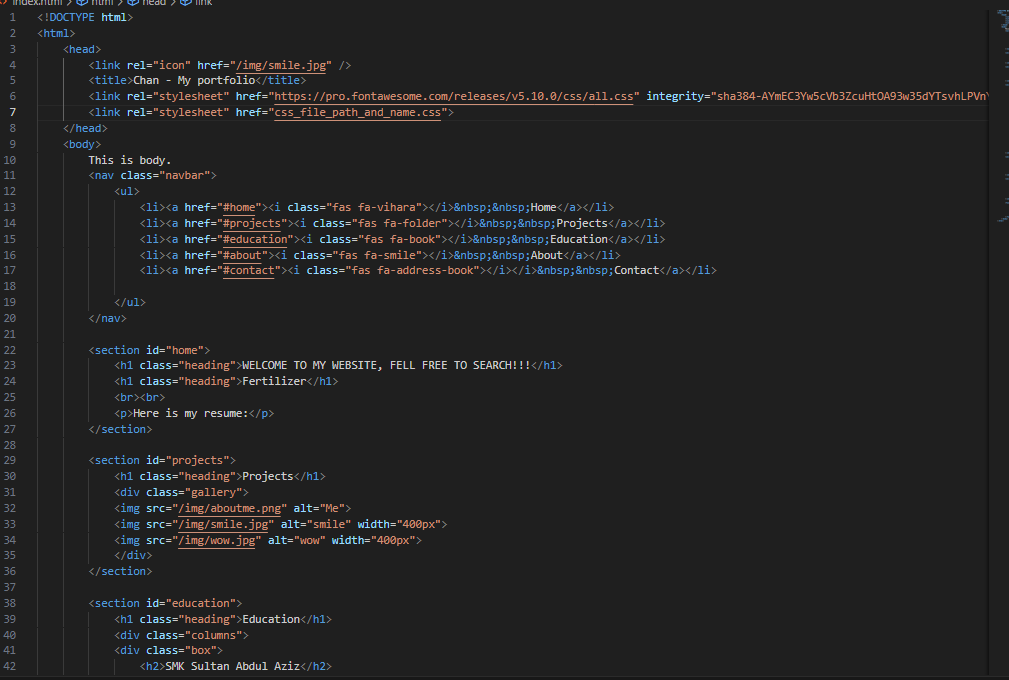 index.html > html > head > link
1 <!DOCTYPE html>
2 <html>
3 <head>
4 <link rel="icon" href="/img/smile.jpg" />
5 <title>Chan - My portfolio</title>
6 <link rel="stylesheet" href="https://pro.fontawesome.com/releases/v5.10.0/css/all.css" integrity="sha384-AYmEC3Yw5cVb3ZcuHtOA93w35dYTsvhLPVnY
7 <link rel="stylesheet" href="css_file_path_and_name.css">
8 </head>
9 <body>
10 This is body.
11 <nav class="navbar">
12 <ul>
13 <li><a href="#home"><i class="fas fa-vihara"></i>&nbsp;&nbsp;Home</a></li>
14 <li><a href="#projects"><i class="fas fa-folder"></i>&nbsp;&nbsp;Projects</a></li>
15 <li><a href="#education"><i class="fas fa-book"></i>&nbsp;&nbsp;Education</a></li>
16 <li><a href="#about"><i class="fas fa-smile"></i>&nbsp;&nbsp;About</a></li>
17 <li><a href="#contact"><i class="fas fa-address-book"></i></i>&nbsp;&nbsp;Contact</a></li>
18
19 </ul>
20 </nav>
21
22 <section id="home">
23 <h1 class="heading">WELCOME TO MY WEBSITE, FELL FREE TO SEARCH!!!</h1>
24 <h1 class="heading">Fertilizer</h1>
25 <br><br>
26 <p>Here is my resume:</p>
27 </section>
28
29 <section id="projects">
30 <h1 class="heading">Projects</h1>
31 <div class="gallery">
32 <img src="/img/aboutme.png" alt="Me">
33 <img src="/img/smile.jpg" alt="smile" width="400px">
34 <img src="/img/wow.jpg" alt="wow" width="400px">
35 </div>
36 </section>
37
38 <section id="education">
39 <h1 class="heading">Education</h1>
40 <div class="columns">
41 <div class="box">
42 <h2>SMK Sultan Abdul Aziz</h2>